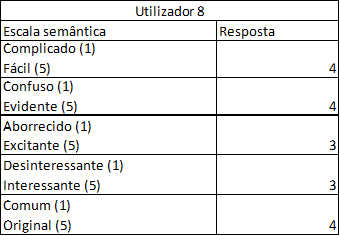 Utilizador 8
Escala semântica Resposta
Complicado (1)
Fácil (5) 4
Confuso (1)
Evidente (5) 4
Aborrecido (1)
Excitante (5) 3
Desinteressante (1)
Interessante (5) 3
Comum (1)
Original (5) 4